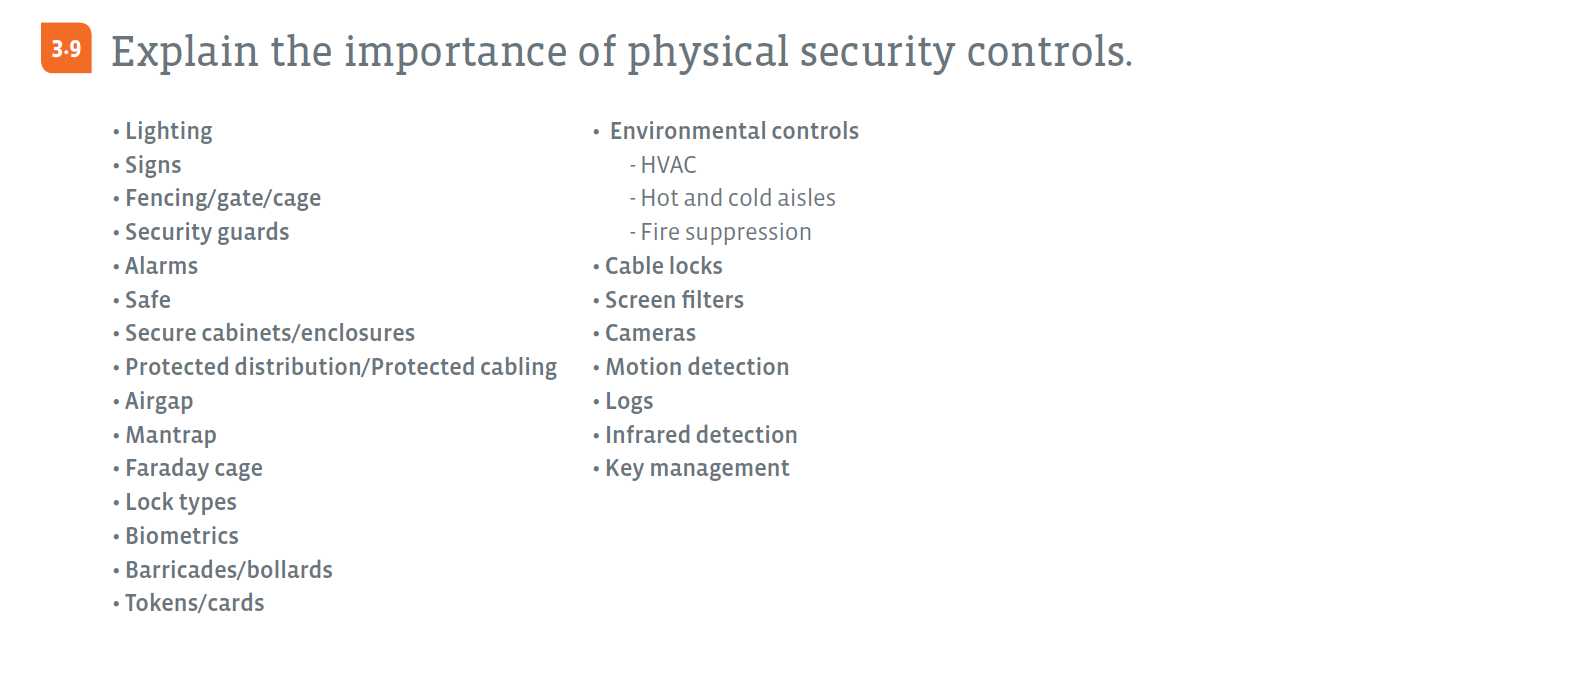 3.9 Explain the importance of physical security controls.
• Lighting
• Signs
• Fencing/gate/cage
• Security guards
• Alarms
• Safe
• Secure cabinets/enclosures
• Protected distribution/Protected cabling
• Airgap
• Mantrap
• Faraday cage
• Lock types
• Biometrics
• Barricades/bollards
• Tokens/cards
• Environmental controls
- HVAC
- Hot and cold aisles
- Fire suppression
• Cable locks
• Screen filters
• Cameras
• Motion detection
• Logs
• Infrared detection
• Key management